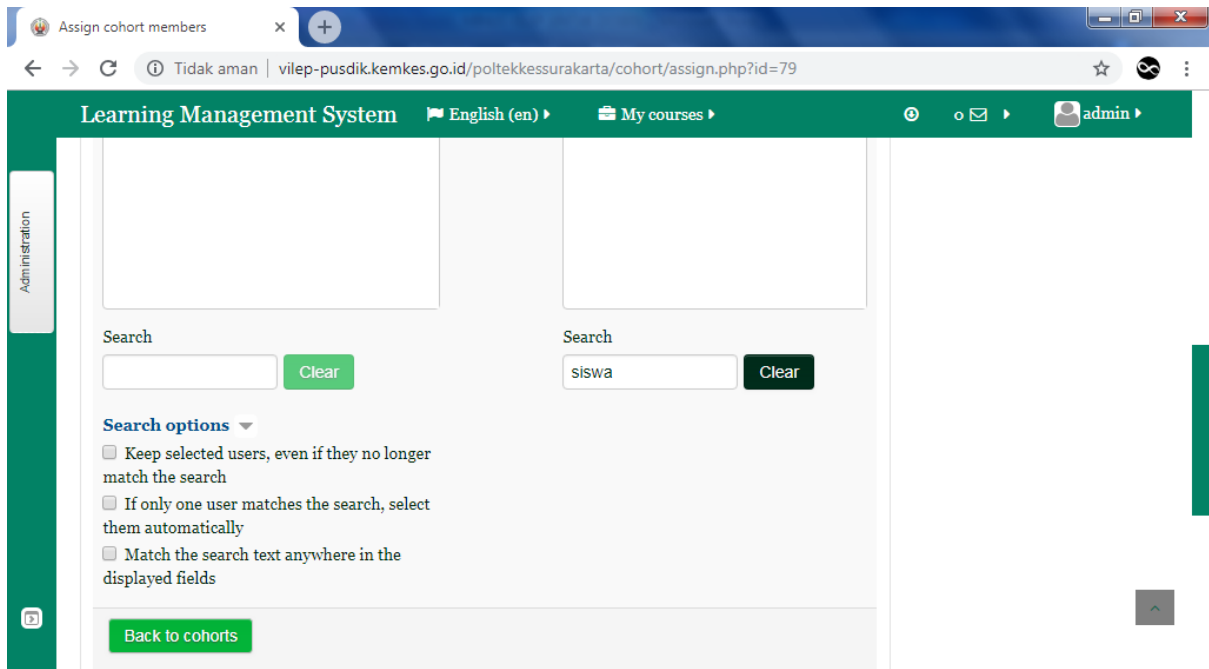 Assign cohort members
Tidak aman | vilep-pusdik.kemkes.go.id/poltekkessurakarta/cohort/assign.php?id=79
Learning Management System English (en) My courses 0 admin
Administration
Search Search
Clear siswa Clear
Search options
Keep selected users, even if they no longer
match the search
If only one user matches the search, select
them automatically
Match the search text anywhere in the
displayed fields
Back to cohorts